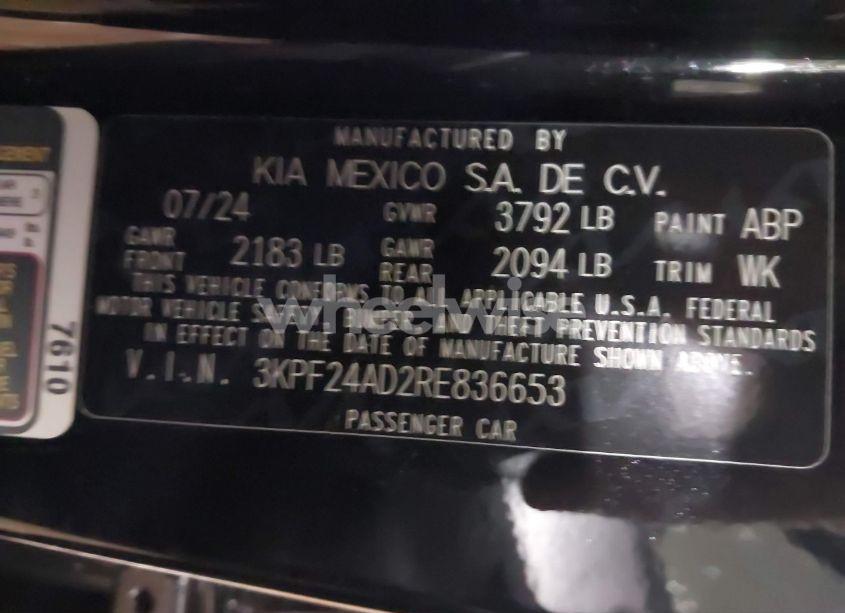 MANUFACTURED BY
KIA MEXICO S.A. DE C.V.
07/24 GVWR 3792 LB PAINT ABP
GAWR FRONT 2183 LB GAWR REAR 2094 LB TRIM WK
THIS VEHICLE CONFORMS TO ALL APPLICABLE U.S.A. FEDERAL
MOTOR VEHICLE AND THEFT PREVENTION STANDARDS
IN EFFECT ON THE DATE OF MANUFACTURE SHOWN ABOVE.
V.I.N. 3KPF24AD2RE836653
PASSENGER CAR
7610
wheelwise